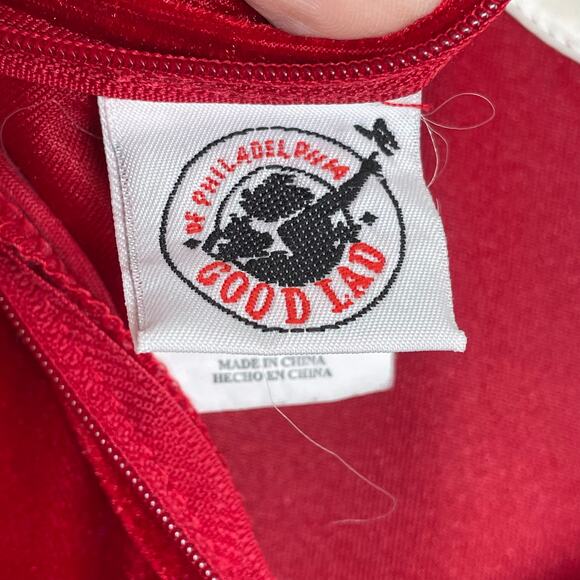 OF PHILADELPHIA
GOOD LAD
MADE IN CHINA
HECHO EN CHINA